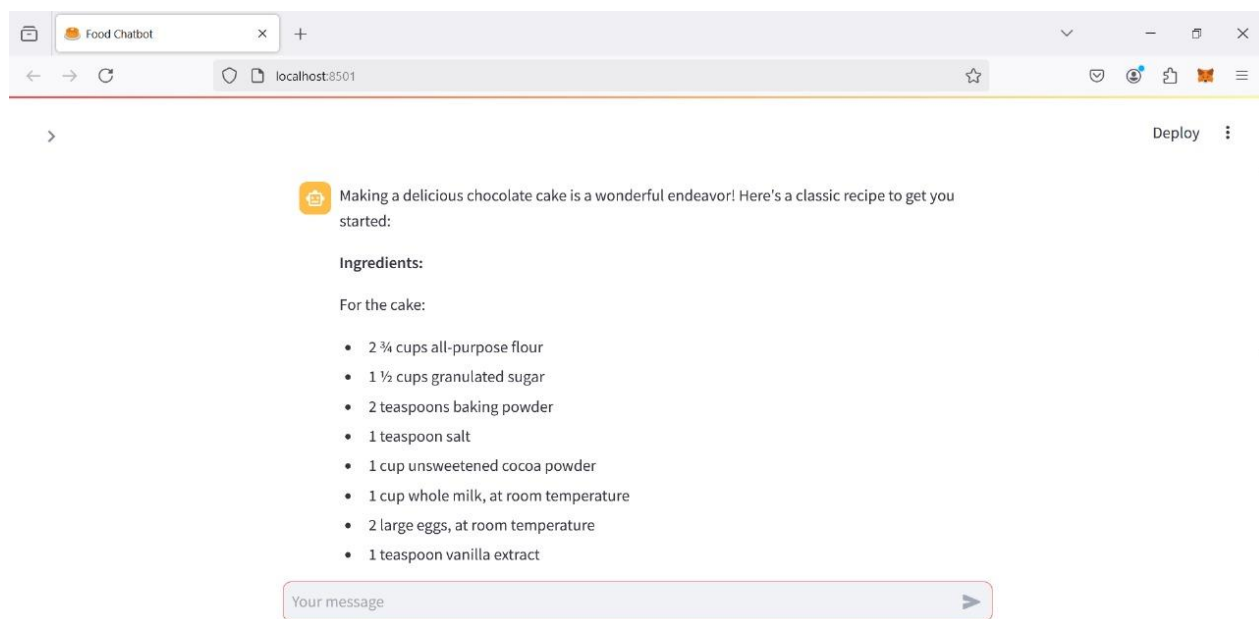 Food Chatbot
localhost:8501
Deploy
Making a delicious chocolate cake is a wonderful endeavor! Here's a classic recipe to get you
started:
Ingredients:
For the cake:
• 2 ¾ cups all-purpose flour
• 1 ½ cups granulated sugar
• 2 teaspoons baking powder
• 1 teaspoon salt
• 1 cup unsweetened cocoa powder
• 1 cup whole milk, at room temperature
• 2 large eggs, at room temperature
• 1 teaspoon vanilla extract
Your message